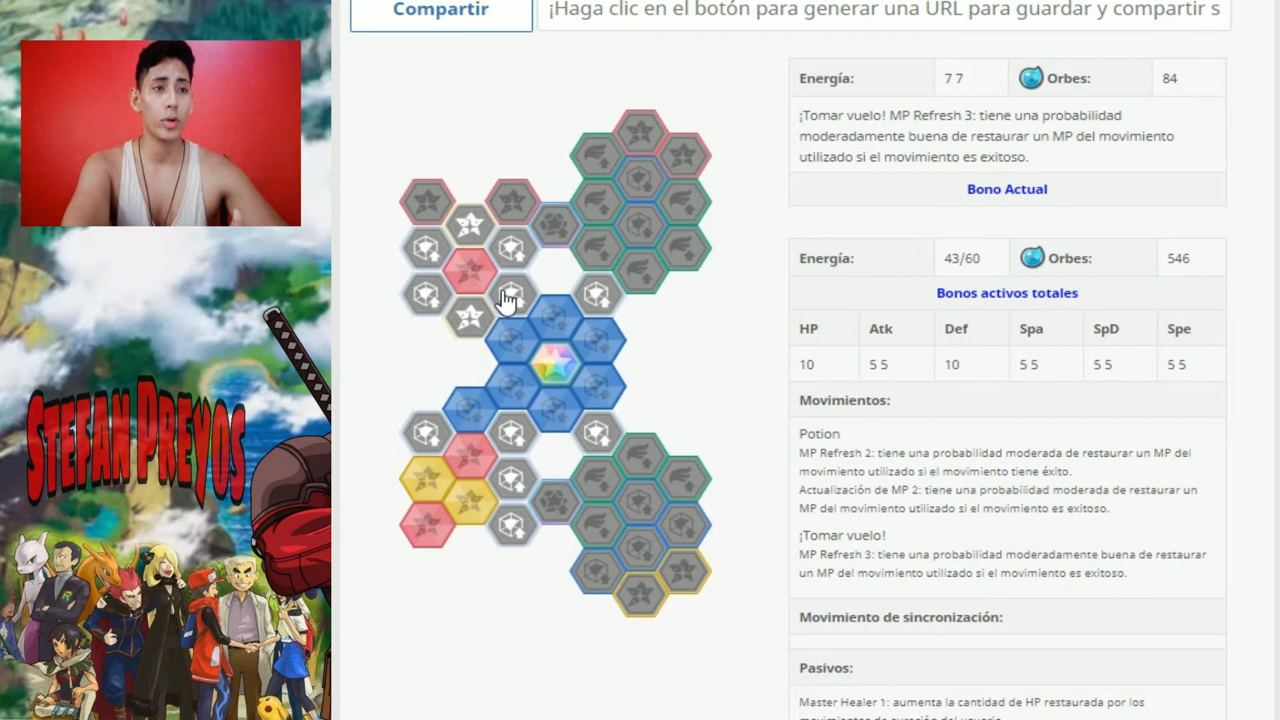 Compartir
¡Haga clic en el botón para generar una URL para guardar y compartir s
Energía: 7 7 Orbes: 84
¡Tomar vuelo! MP Refresh 3: tiene una probabilidad
moderadamente buena de restaurar un MP del movimiento
utilizado si el movimiento es exitoso.
Bono Actual
Energía: 43/60 Orbes: 546
Bonos activos totales
HP Atk Def Spa SpD Spe
10 5 5 10 5 5 5 5 5 5
Movimientos:
Potion
MP Refresh 2: tiene una probabilidad moderada de restaurar un MP del
movimiento utilizado si el movimiento tiene éxito.
Actualización de MP 2: tiene una probabilidad moderada de restaurar un
MP del movimiento utilizado si el movimiento es exitoso.
¡Tomar vuelo!
MP Refresh 3: tiene una probabilidad moderadamente buena de restaurar
un MP del movimiento utilizado si el movimiento es exitoso.
Movimiento de sincronización:
Pasivos:
Master Healer 1: aumenta la cantidad de HP restaurada por los
STEFAN PREYOS